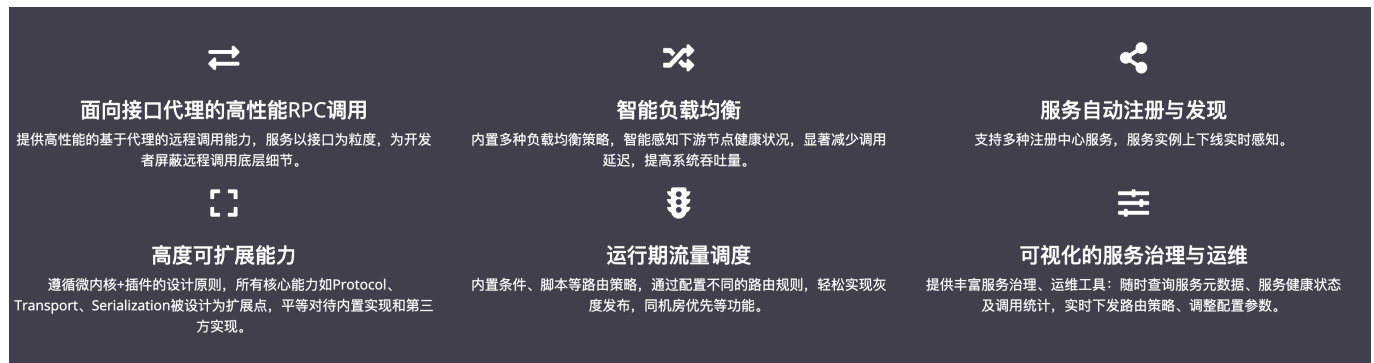 面向接口代理的高性能RPC调用
提供高性能的基于代理的远程调用能力，服务以接口为粒度，为开发
者屏蔽远程调用底层细节。
智能负载均衡
内置多种负载均衡策略，智能感知下游节点健康状况，显著减少调用
延迟，提高系统吞吐量。
服务自动注册与发现
支持多种注册中心服务，服务实例上下线实时感知。
高度可扩展能力
遵循微内核+插件的设计原则，所有核心能力如Protocol、
Transport、Serialization被设计为扩展点，平等对待内置实现和第三
方实现。
运行期流量调度
内置条件、脚本等路由策略，通过配置不同的路由规则，轻松实现灰
度发布，同机房优先等功能。
可视化的服务治理与运维
提供丰富服务治理、运维工具：随时查询服务元数据、服务健康状态
及调用统计，实时下发路由策略、调整配置参数。